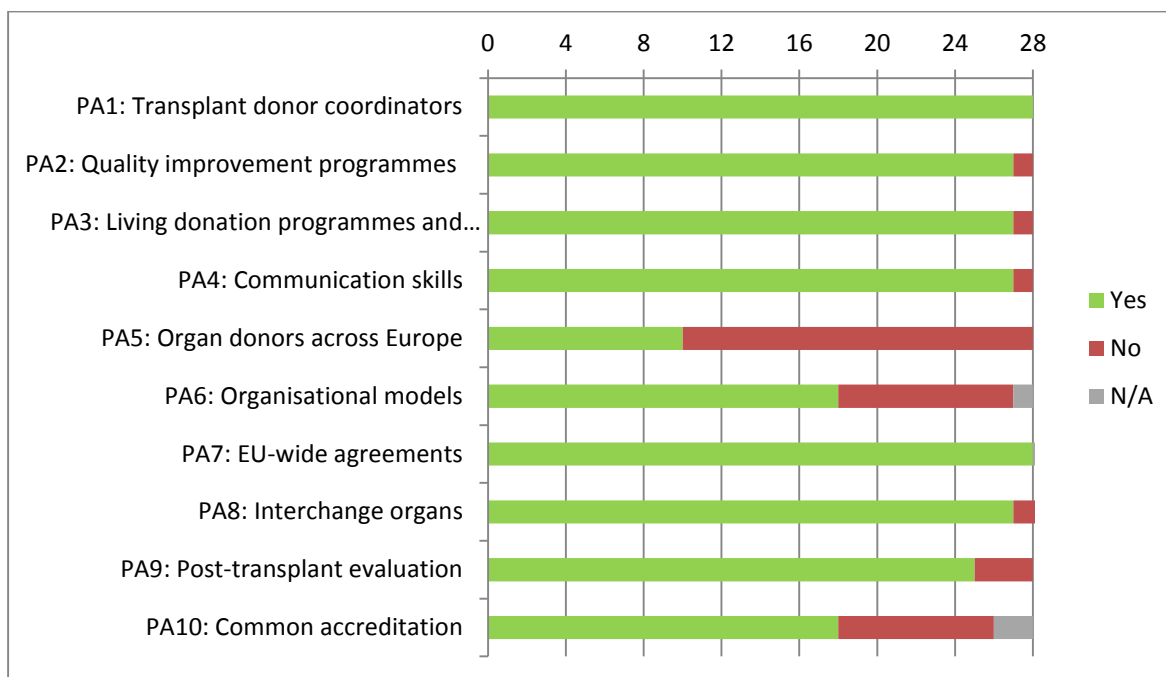 0 4 8 12 16 20 24 28
PA1: Transplant donor coordinators
PA2: Quality improvement programmes
PA3: Living donation programmes and...
PA4: Communication skills
PA5: Organ donors across Europe
PA6: Organisational models
PA7: EU-wide agreements
PA8: Interchange organs
PA9: Post-transplant evaluation
PA10: Common accreditation
Yes
No
N/A